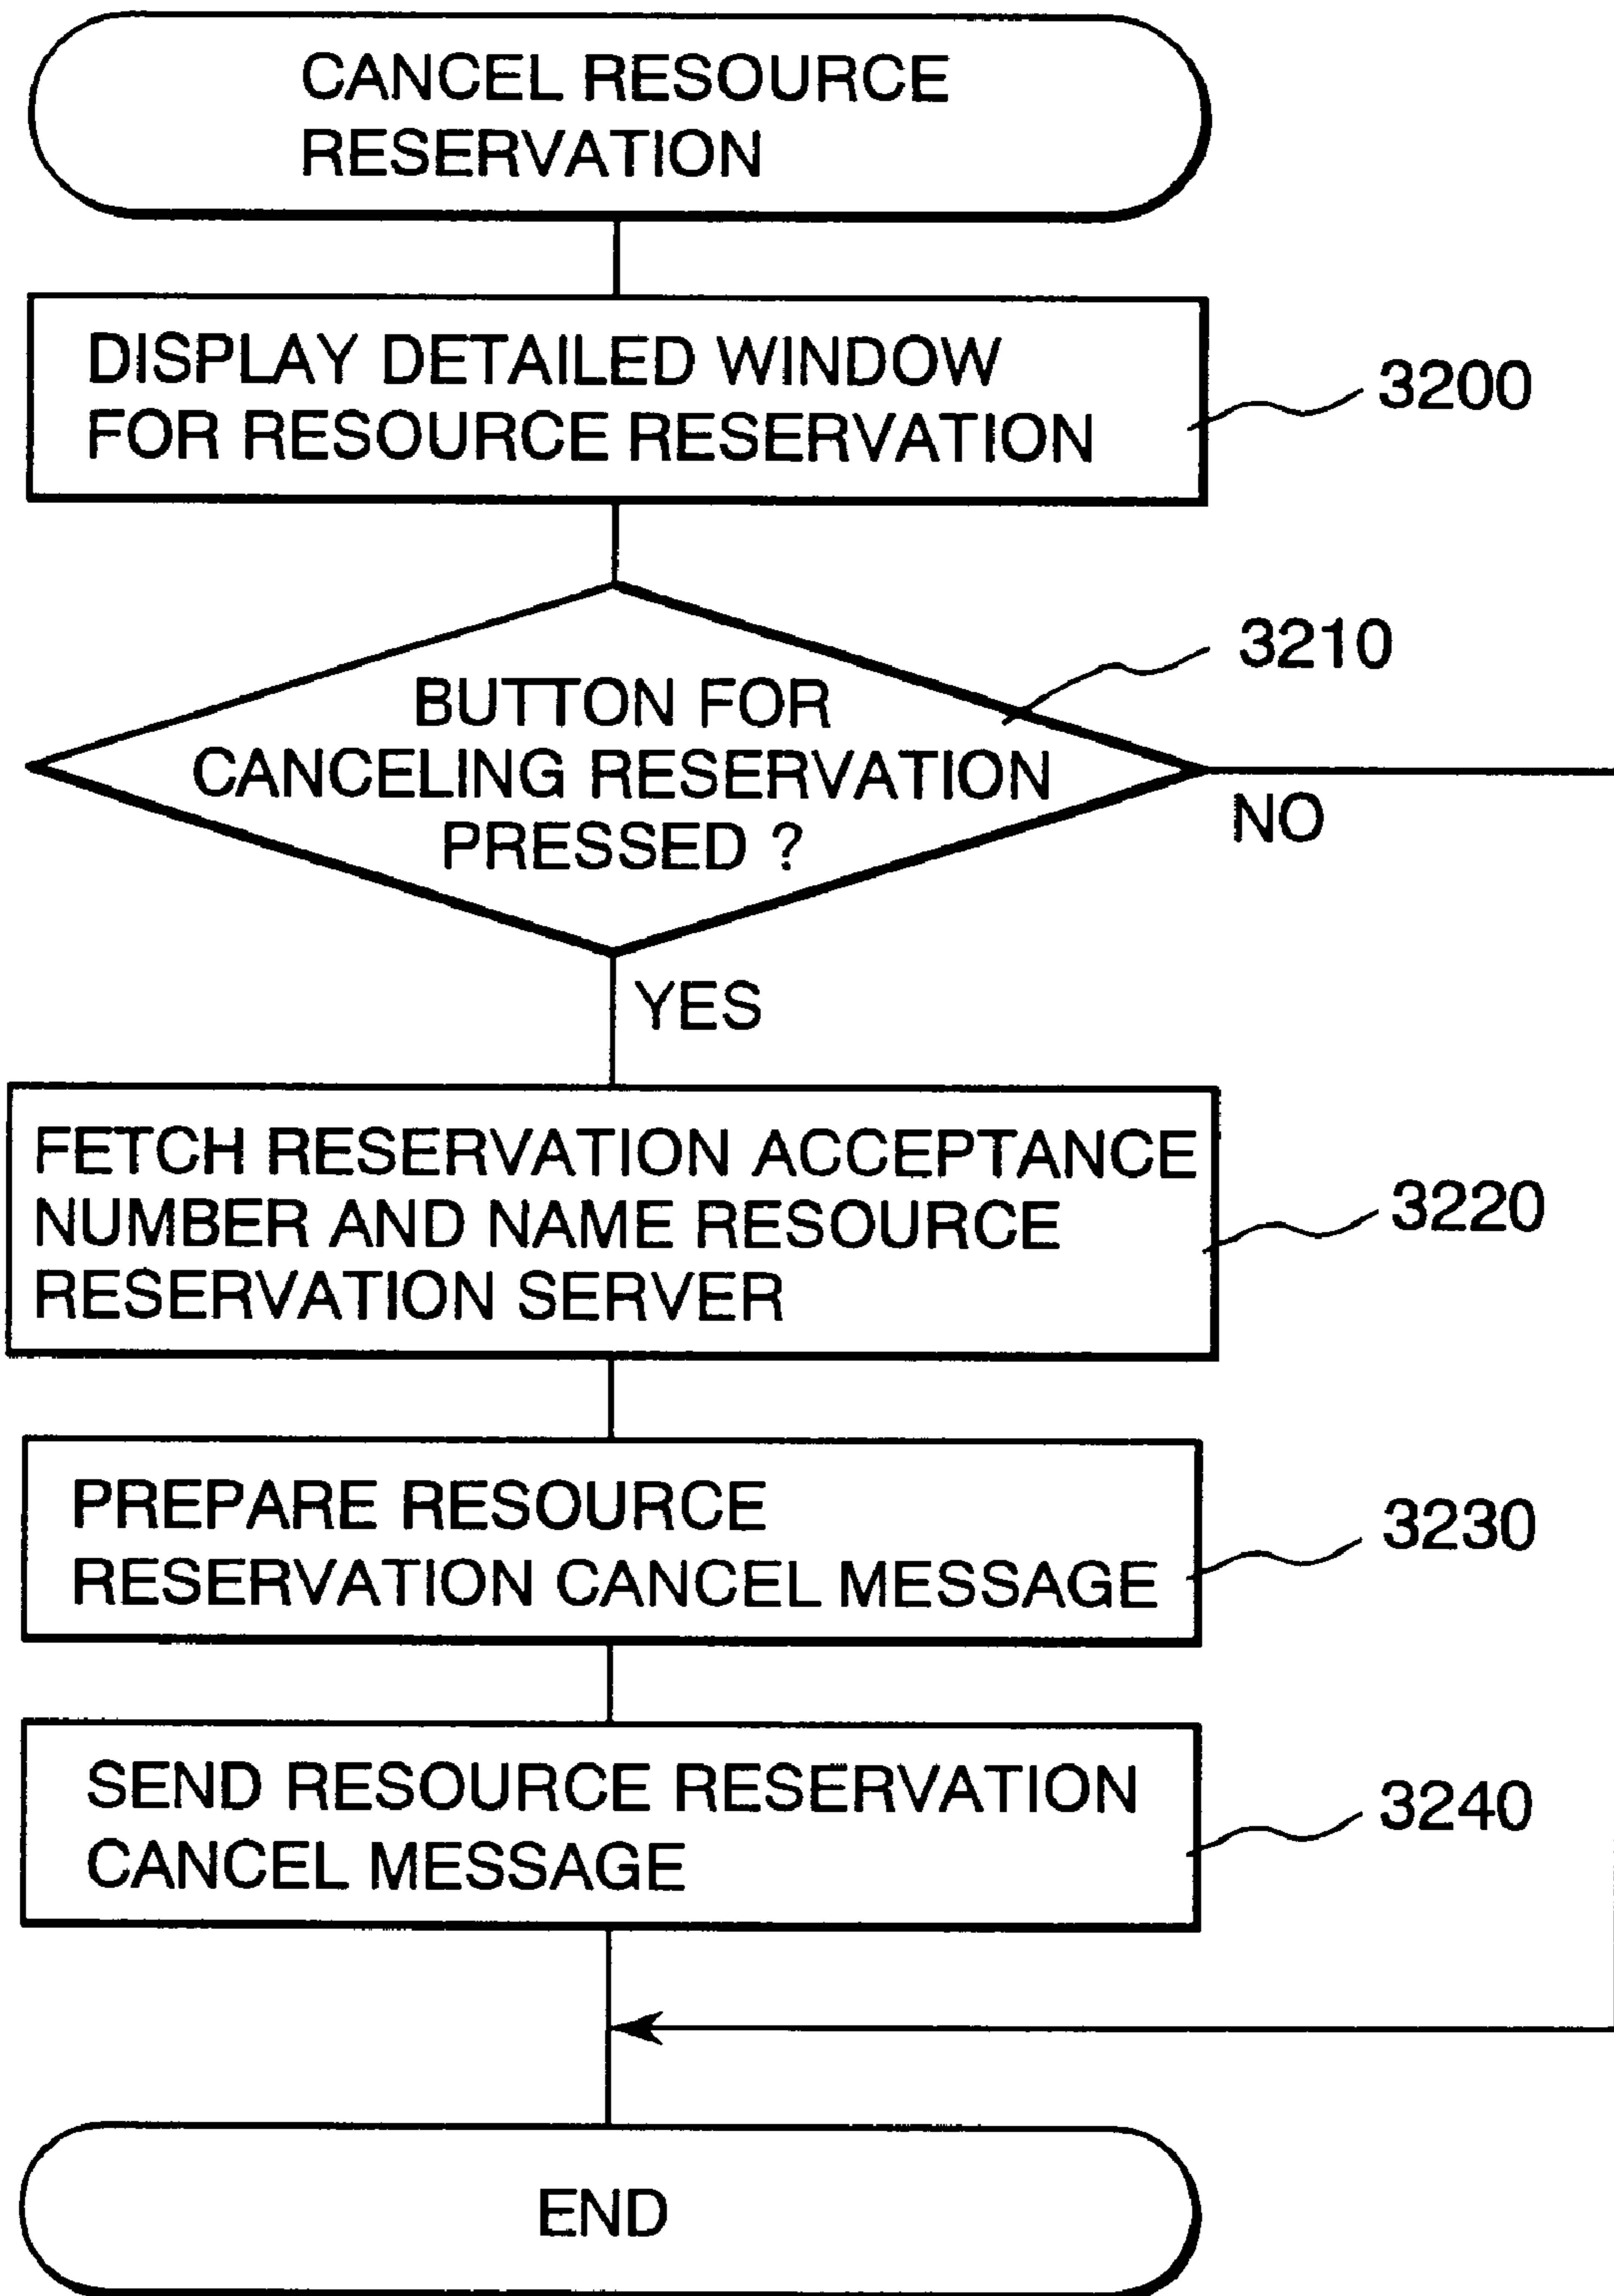 CANCEL RESOURCE
RESERVATION
DISPLAY DETAILED WINDOW
FOR RESOURCE RESERVATION
3200
3210
BUTTON FOR
CANCELING RESERVATION
PRESSED ?
NO
YES
FETCH RESERVATION ACCEPTANCE
NUMBER AND NAME RESOURCE
RESERVATION SERVER
3220
PREPARE RESOURCE
RESERVATION CANCEL MESSAGE
3230
SEND RESOURCE RESERVATION
CANCEL MESSAGE
3240
END